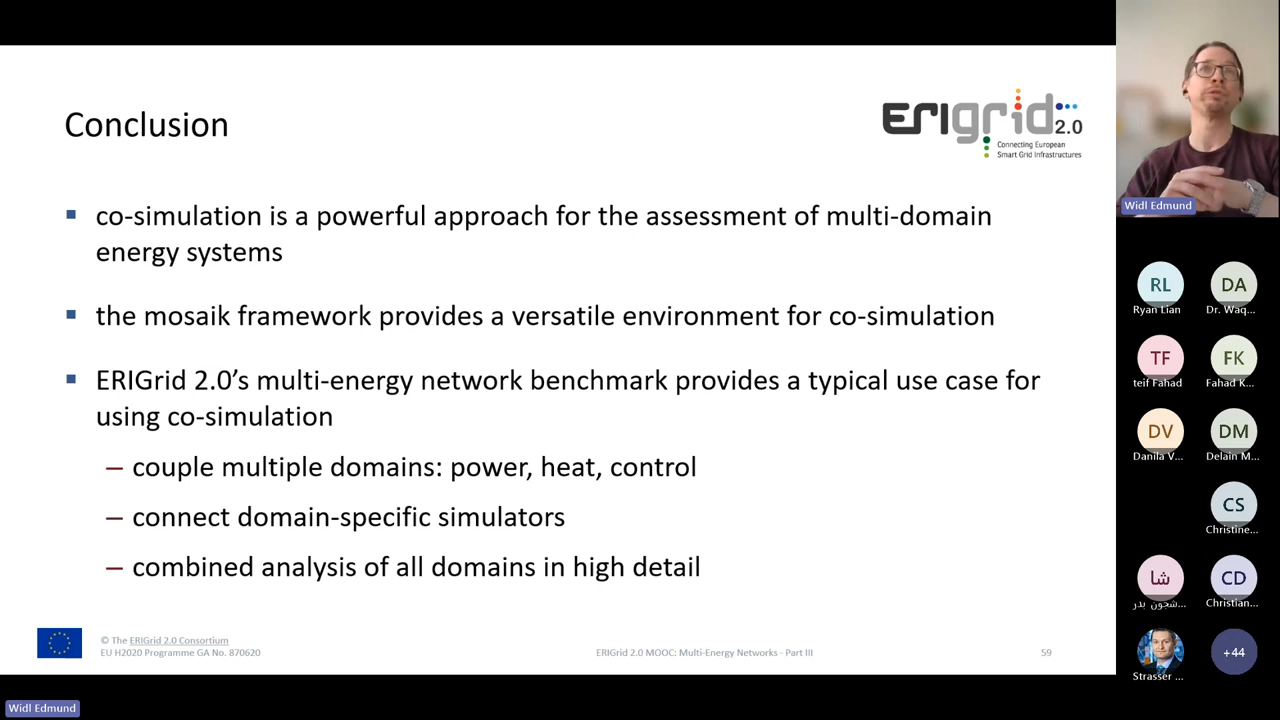 Conclusion
ERIgrid 2.0
Connecting European
Smart Grid Infrastructures
co-simulation is a powerful approach for the assessment of multi-domain
energy systems
the mosaik framework provides a versatile environment for co-simulation
ERIGrid 2.0’s multi-energy network benchmark provides a typical use case for
using co-simulation
– couple multiple domains: power, heat, control
– connect domain-specific simulators
– combined analysis of all domains in high detail
© The ERIGrid 2.0 Consortium
EU H2020 Programme GA No. 870620
ERIGrid 2.0 MOOC: Multi-Energy Networks - Part III
59
Widl Edmund
RL
Ryan Lian
DA
Dr. Waq...
TF
teif Fahad
FK
Fahad K...
DV
Danila V...
DM
Delain M...
CS
Christine...
شا
شجون بدر...
CD
Christian...
Strasser ...
+44
Widl Edmund